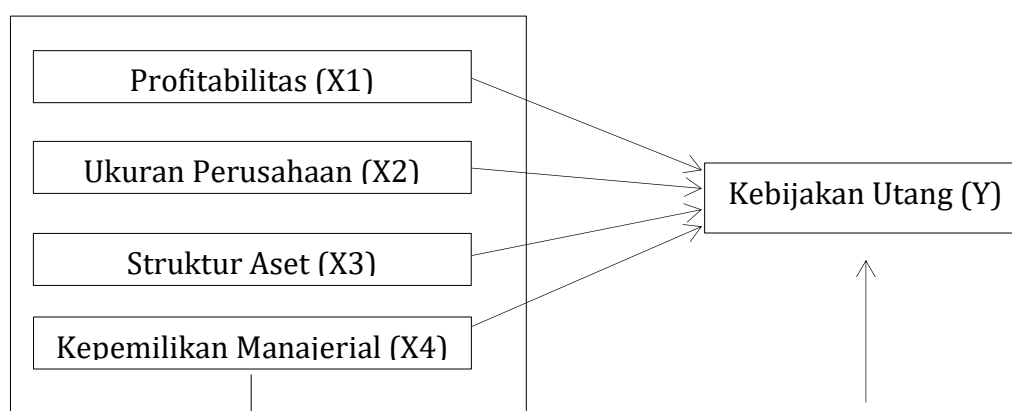 Profitabilitas (X1)
Ukuran Perusahaan (X2)
Kebijakan Utang (Y)
Struktur Aset (X3)
Kepemilikan Manajerial (X4)